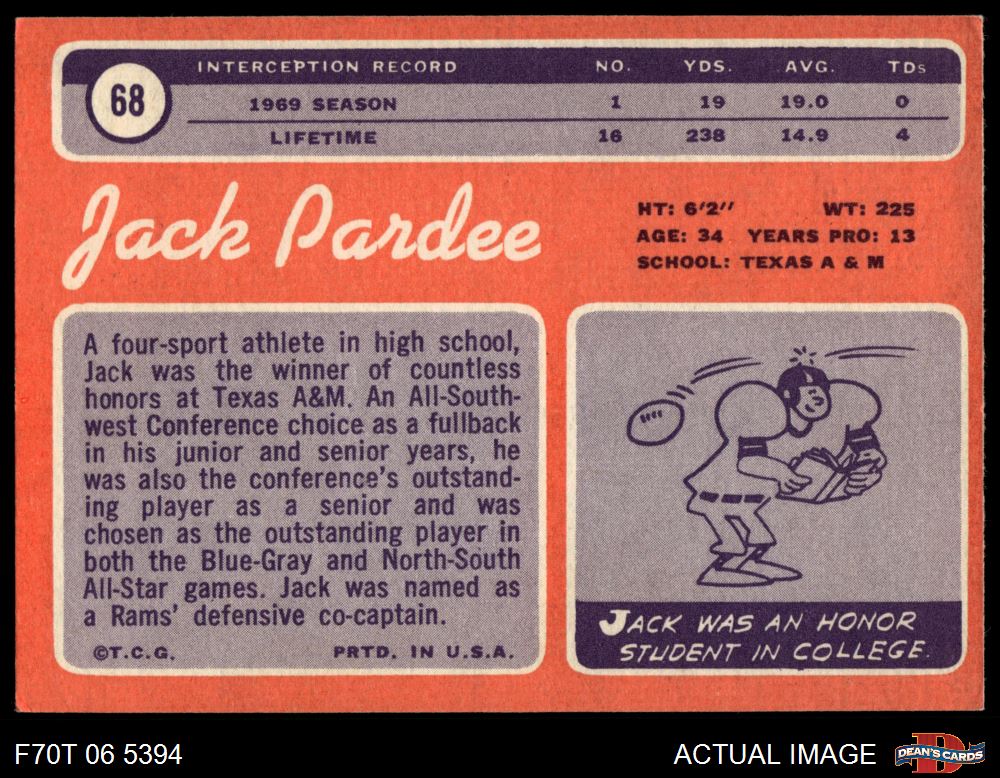 68
INTERCEPTION RECORD NO. YDS. AVG. TDs
1969 SEASON 1 19 19.0 0
LIFETIME 16 238 14.9 4
Jack Pardee
HT: 6'2" WT: 225
AGE: 34 YEARS PRO: 13
SCHOOL: TEXAS A & M
A four-sport athlete in high school,
Jack was the winner of countless
honors at Texas A&M. An All-South-
west Conference choice as a fullback
in his junior and senior years, he
was also the conference's outstand-
ing player as a senior and was
chosen as the outstanding player in
both the Blue-Gray and North-South
All-Star games. Jack was named as
a Rams' defensive co-captain.
©T.C.G. PRTD. IN U.S.A.
JACK WAS AN HONOR
STUDENT IN COLLEGE.
F70T 06 5394 ACTUAL IMAGE
D
DEAN'S CARDS